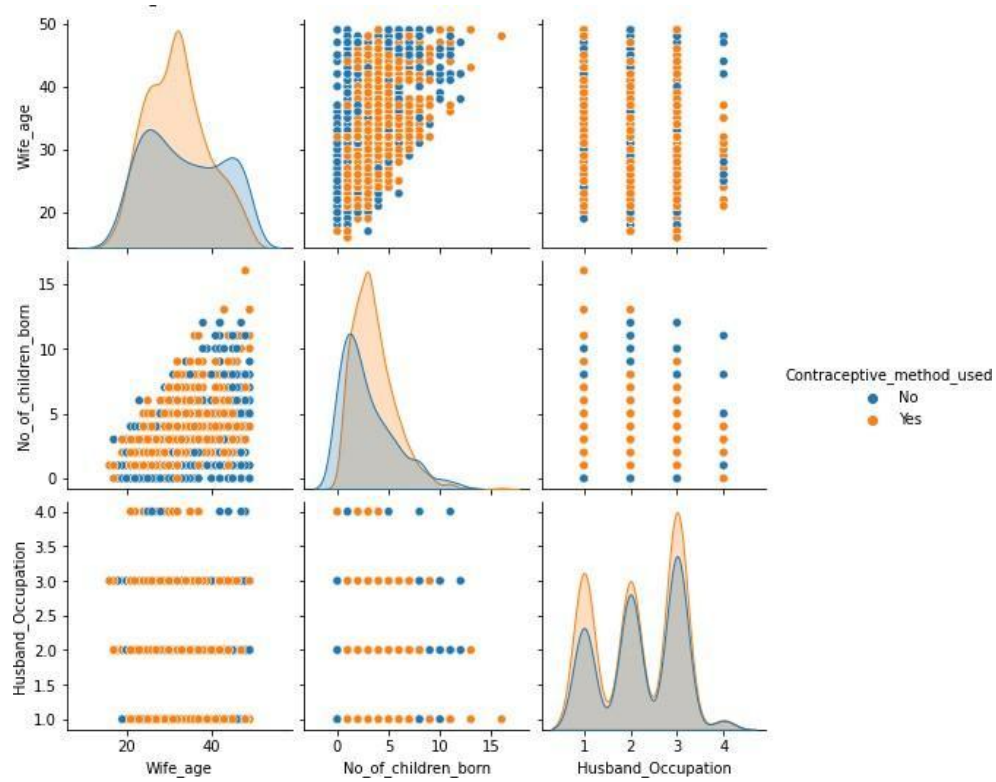 50
40
30
20
Wife_age
15
10
5
0
No_of_children_born
4.0
3.5
3.0
2.5
2.0
1.5
1.0
Husband_Occupation
20 40
Wife_age
0 5 10 15
No_of_children_born
1 2 3 4
Husband_Occupation
Contraceptive_method_used
No
Yes